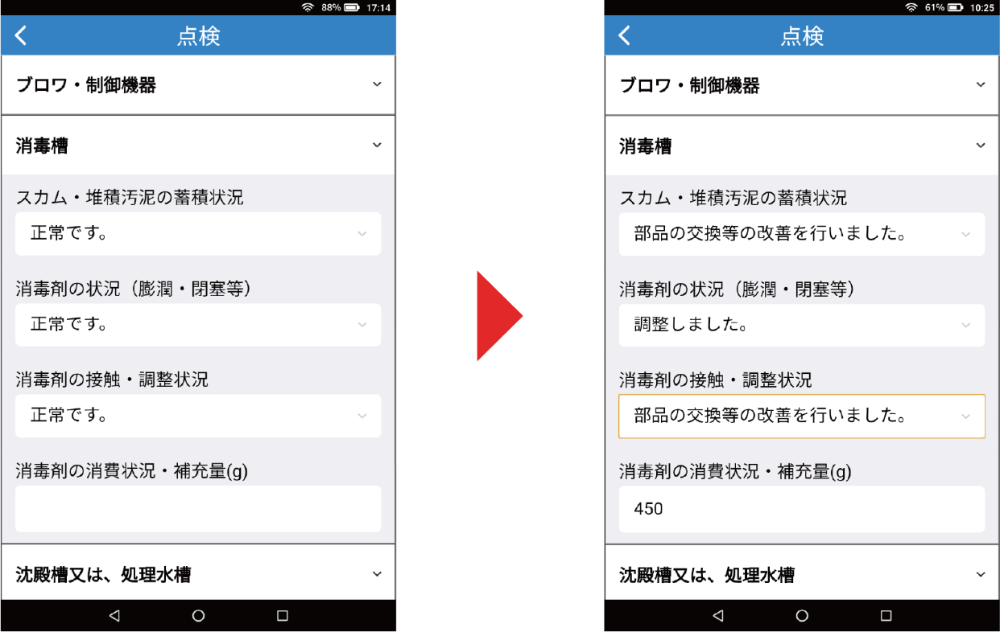 88% 17:14
点検
ブロワ・制御機器
消毒槽
スカム・堆積汚泥の蓄積状況
正常です。
消毒剤の状況（膨潤・閉塞等）
正常です。
消毒剤の接触・調整状況
正常です。
消毒剤の消費状況・補充量(g)
沈殿槽又は、処理水槽
61% 10:25
点検
ブロワ・制御機器
消毒槽
スカム・堆積汚泥の蓄積状況
部品の交換等の改善を行いました。
消毒剤の状況（膨潤・閉塞等）
調整しました。
消毒剤の接触・調整状況
部品の交換等の改善を行いました。
消毒剤の消費状況・補充量(g)
450
沈殿槽又は、処理水槽